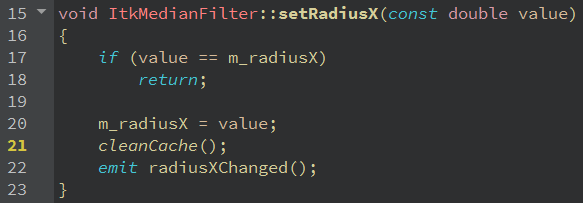 15 void ItkMedianFilter::setRadiusX(const double value)
16 {
17     if (value == m_radiusX)
18         return;
19
20     m_radiusX = value;
21     cleanCache();
22     emit radiusXChanged();
23 }